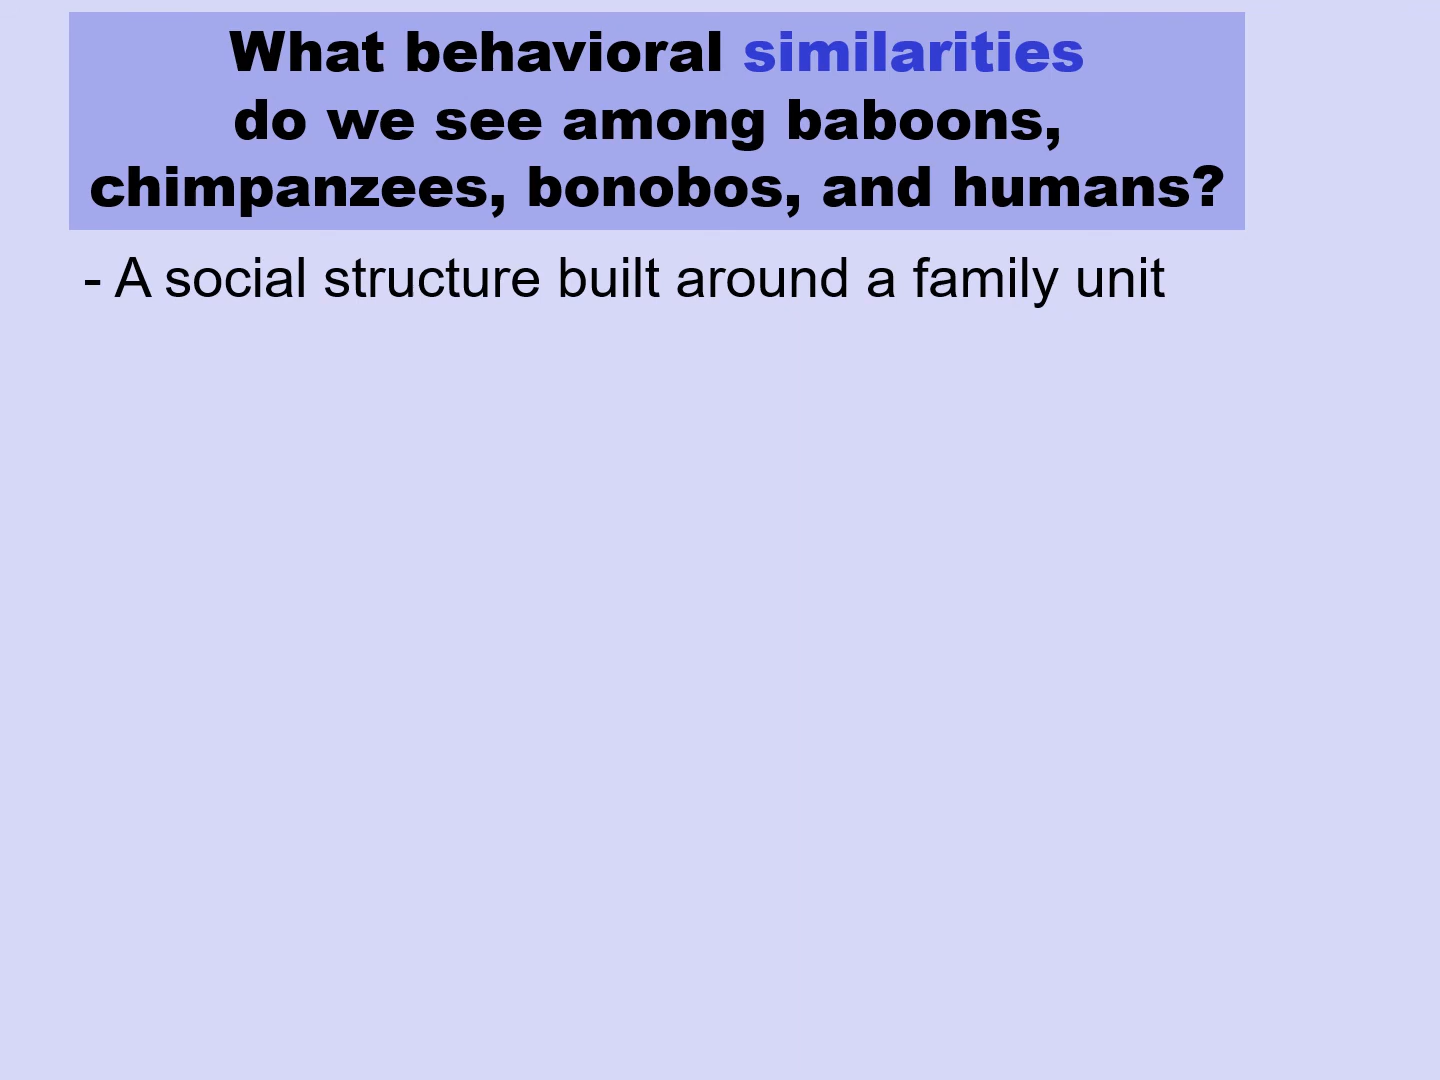 What behavioral similarities
do we see among baboons,
chimpanzees, bonobos, and humans?
- A social structure built around a family unit